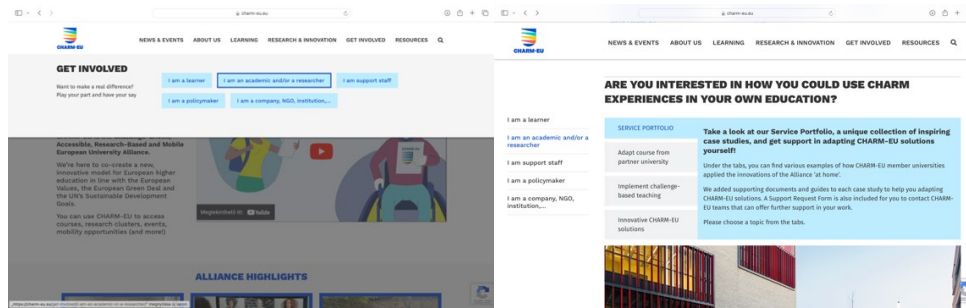 charm-eu.eu
CHARM-EU
NEWS & EVENTS ABOUT US LEARNING RESEARCH & INNOVATION GET INVOLVED RESOURCES
GET INVOLVED
Want to make a real difference?
Play your part and have your say
I am a learner
I am an academic and/or a researcher
I am support staff
I am a policymaker
I am a company, NGO, institution,...
Accessible, Research-Based and Mobile
European University Alliance.
We're here to co-create a new,
innovative model for European higher
education in line with the European
Values, the European Green Deal and
the UN's Sustainable Development
Goals.
You can use CHARM-EU to access
courses, research clusters, events,
mobility opportunities (and more!)
YouTube
ALLIANCE HIGHLIGHTS
charm-eu.eu
CHARM-EU
NEWS & EVENTS ABOUT US LEARNING RESEARCH & INNOVATION GET INVOLVED RESOURCES
I am a learner
I am an academic and/or a
researcher
I am support staff
I am a policymaker
I am a company, NGO,
institution,...
ARE YOU INTERESTED IN HOW YOU COULD USE CHARM
EXPERIENCES IN YOUR OWN EDUCATION?
SERVICE PORTFOLIO
Adapt course from
partner university
Implement challenge-
based teaching
Innovative CHARM-EU
solutions
Take a look at our Service Portfolio, a unique collection of inspiring
case studies, and get support in adapting CHARM-EU solutions
yourself!
Under the tabs, you can find various examples of how CHARM-EU member universities
applied the innovations of the Alliance 'at home'.
We added supporting documents and guides to each case study to help you adapting
CHARM-EU solutions. A Support Request Form is also included for you to contact CHARM-
EU teams that can offer further support in your work.
Please choose a topic from the tabs.